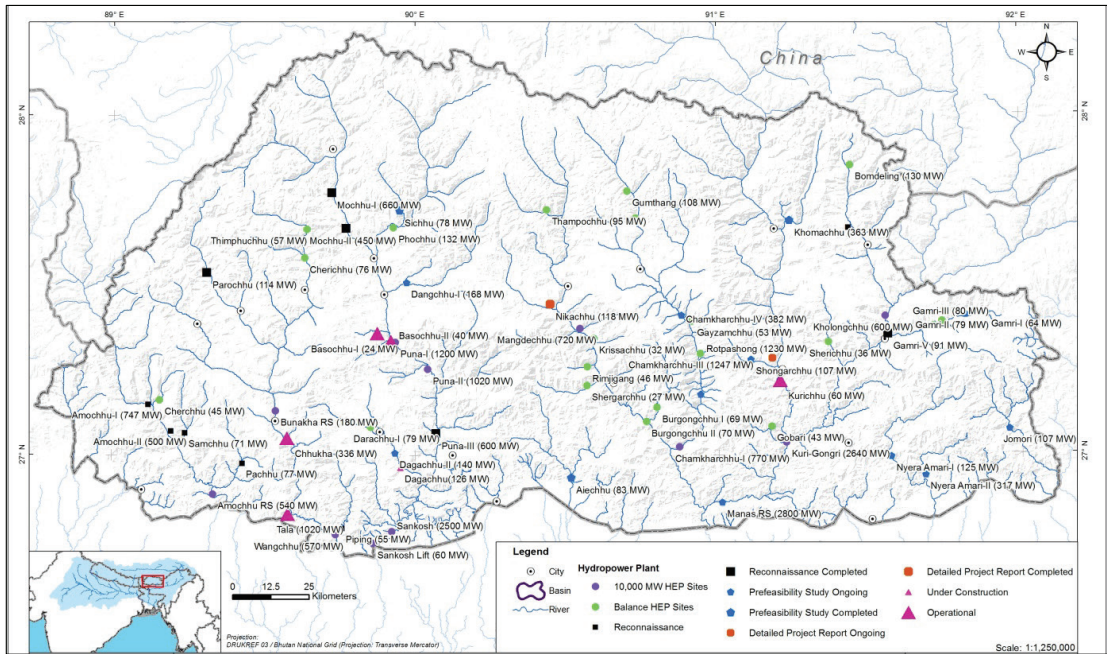 89° E
90° E
91° E
92° E
N
W
E
S
China
28° N
28° N
Bomdeling (130 MW)
Mochhu-I (660 MW)
Gumthang (108 MW)
Sichhu (78 MW)
Thampochhu (95 MW)
Khomachhu (363 MW)
Thimphuchhu (57 MW)
Mochhu-II (450 MW)
Phochhu (132 MW)
Cherichhu (76 MW)
Parochhu (114 MW)
Dangchhu-I (168 MW)
Nikachhu (118 MW)
Chamkharchhu-IV (382 MW)
Gamri-III (80 MW)
Kholongchhu (600 MW)
Gamri-II (79 MW)
Gamri-I (64 MW)
Basochhu-II (40 MW)
Mangdechhu (720 MW)
Gayzamchhu (53 MW)
Gamri-V (91 MW)
Basochhu-I (24 MW)
Puna-I (1200 MW)
Krissachhu (32 MW)
Rotpashong (1230 MW)
Sherichhu (36 MW)
Chamkharchhu-III (1247 MW)
Shongarchhu (107 MW)
Puna-II (1020 MW)
Rimjigang (46 MW)
Kurichhu (60 MW)
Shergarchhu (27 MW)
Cherchhu (45 MW)
Amochhu-I (747 MW)
Bunakha RS (180 MW)
Burgongchhu I (69 MW)
Burgongchhu II (70 MW)
Gobari (43 MW)
Jomori (107 MW)
Amochhu-II (500 MW)
Samchhu (71 MW)
Darachhu-I (79 MW)
Puna-III (600 MW)
Kuri-Gongri (2640 MW)
27° N
27° N
Chhukha (336 MW)
Dagachhu-II (140 MW)
Chamkharchhu-I (770 MW)
Pachhu (77 MW)
Dagachhu (126 MW)
Nyera Amari-I (125 MW)
Aiechhu (83 MW)
Nyera Amari-II (317 MW)
Amochhu RS (540 MW)
Manas RS (2800 MW)
Tala (1020 MW)
Sankosh (2500 MW)
Piping (55 MW)
Wangchhu (570 MW)
Sankosh Lift (60 MW)
Legend
City
Basin
River
Hydropower Plant
10,000 MW HEP Sites
Balance HEP Sites
Reconnaissance
Reconnaissance Completed
Prefeasibility Study Ongoing
Prefeasibility Study Completed
Detailed Project Report Ongoing
Detailed Project Report Completed
Under Construction
Operational
0 12.5 25
Kilometers
Projection:
DRUKREF 03 / Bhutan National Grid (Projection: Transverse Mercator)
Scale: 1:1,250,000